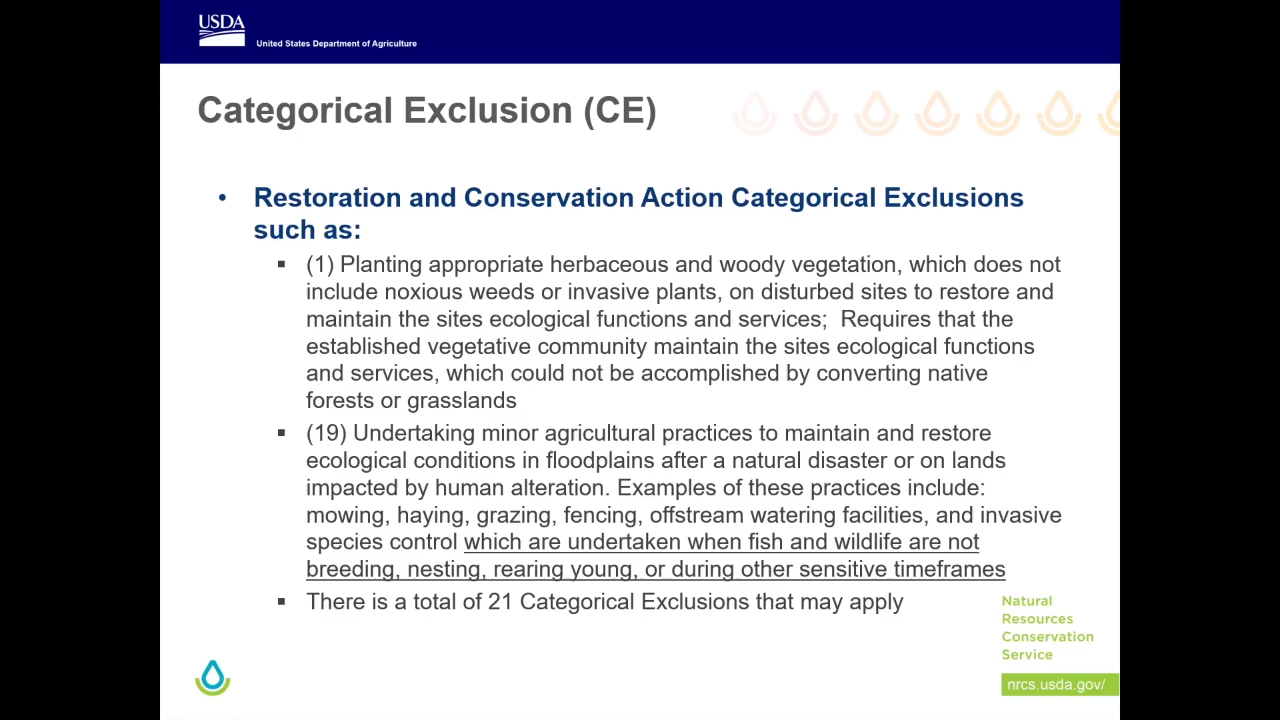 USDA
United States Department of Agriculture
Categorical Exclusion (CE)
• Restoration and Conservation Action Categorical Exclusions
such as:
▪ (1) Planting appropriate herbaceous and woody vegetation, which does not
include noxious weeds or invasive plants, on disturbed sites to restore and
maintain the sites ecological functions and services;  Requires that the
established vegetative community maintain the sites ecological functions
and services, which could not be accomplished by converting native
forests or grasslands
▪ (19) Undertaking minor agricultural practices to maintain and restore
ecological conditions in floodplains after a natural disaster or on lands
impacted by human alteration. Examples of these practices include:
mowing, haying, grazing, fencing, offstream watering facilities, and invasive
species control which are undertaken when fish and wildlife are not
breeding, nesting, rearing young, or during other sensitive timeframes
▪ There is a total of 21 Categorical Exclusions that may apply
Natural
Resources
Conservation
Service
nrcs.usda.gov/